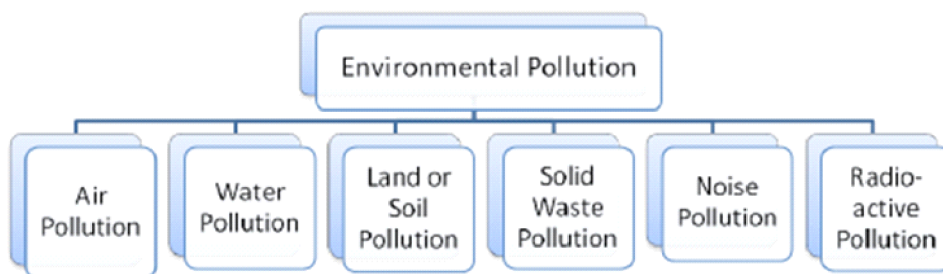 Environmental Pollution
Air
Pollution
Water
Pollution
Land or
Soil
Pollution
Solid
Waste
Pollution
Noise
Pollution
Radio-
active
Pollution